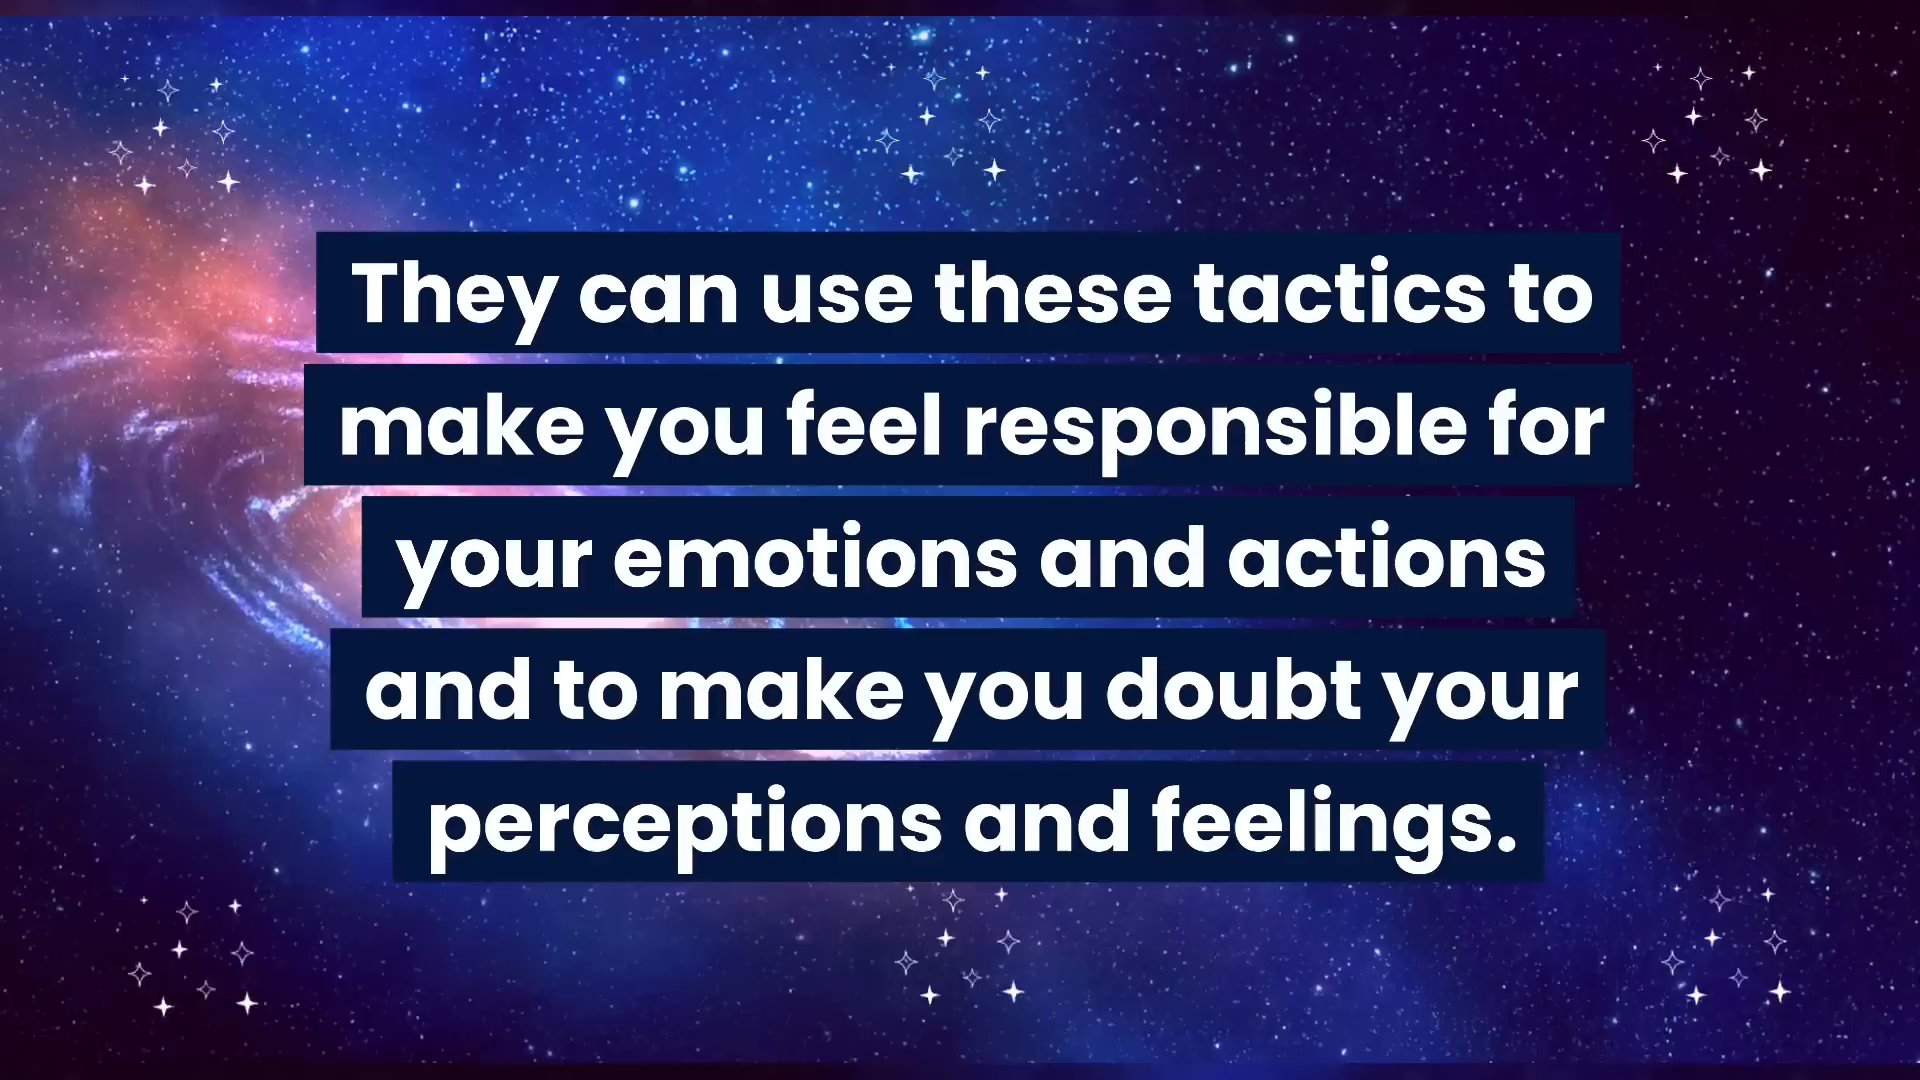 They can use these tactics to
make you feel responsible for
your emotions and actions
and to make you doubt your
perceptions and feelings.